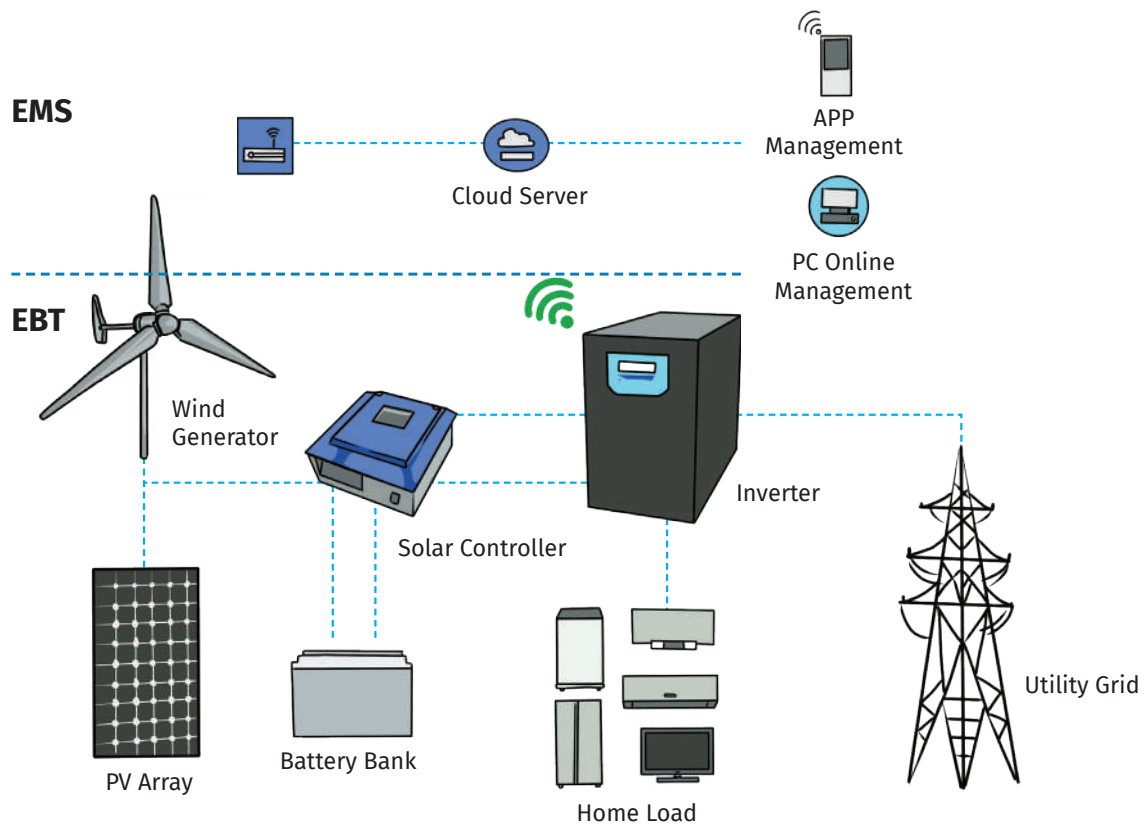 EMS
APP
Management
Cloud Server
PC Online
Management
EBT
Wind
Generator
Inverter
Solar Controller
Utility Grid
Battery Bank
PV Array
Home Load